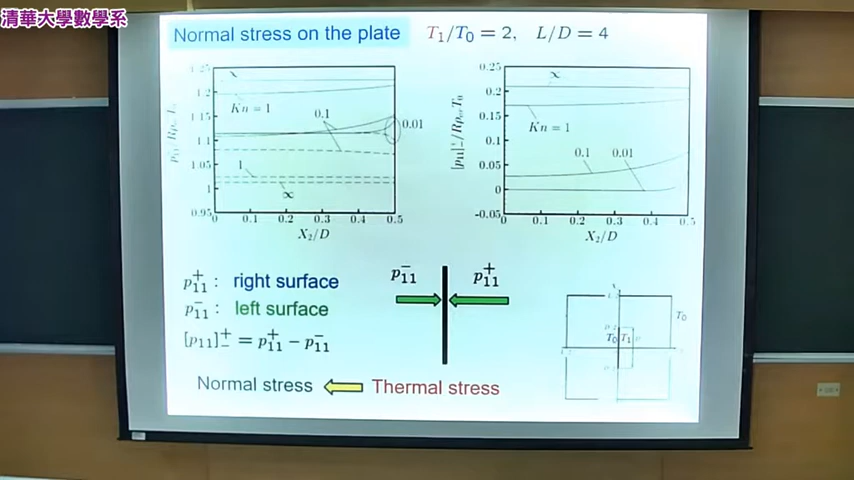 清華大學數學系
Normal stress on the plate
T₁/T₀ = 2, L/D = 4
1.2
1.1
1.05
1
0.95
0 0.1 0.2 0.3 0.4 0.5
X₂/D
∝
Kn = 1
0.1
0.01
1
∝
0.25
0.2
0.15
0.1
0.05
0
-0.05
0 0.1 0.2 0.3 0.4 0.5
X₂/D
∝
Kn = 1
0.1 0.01
p₁₁⁺ : right surface
p₁₁⁻ : left surface
[p₁₁]⁺₋ = p₁₁⁺ − p₁₁⁻
p₁₁⁻ p₁₁⁺
Normal stress
Thermal stress
T₀ T₁
T₀